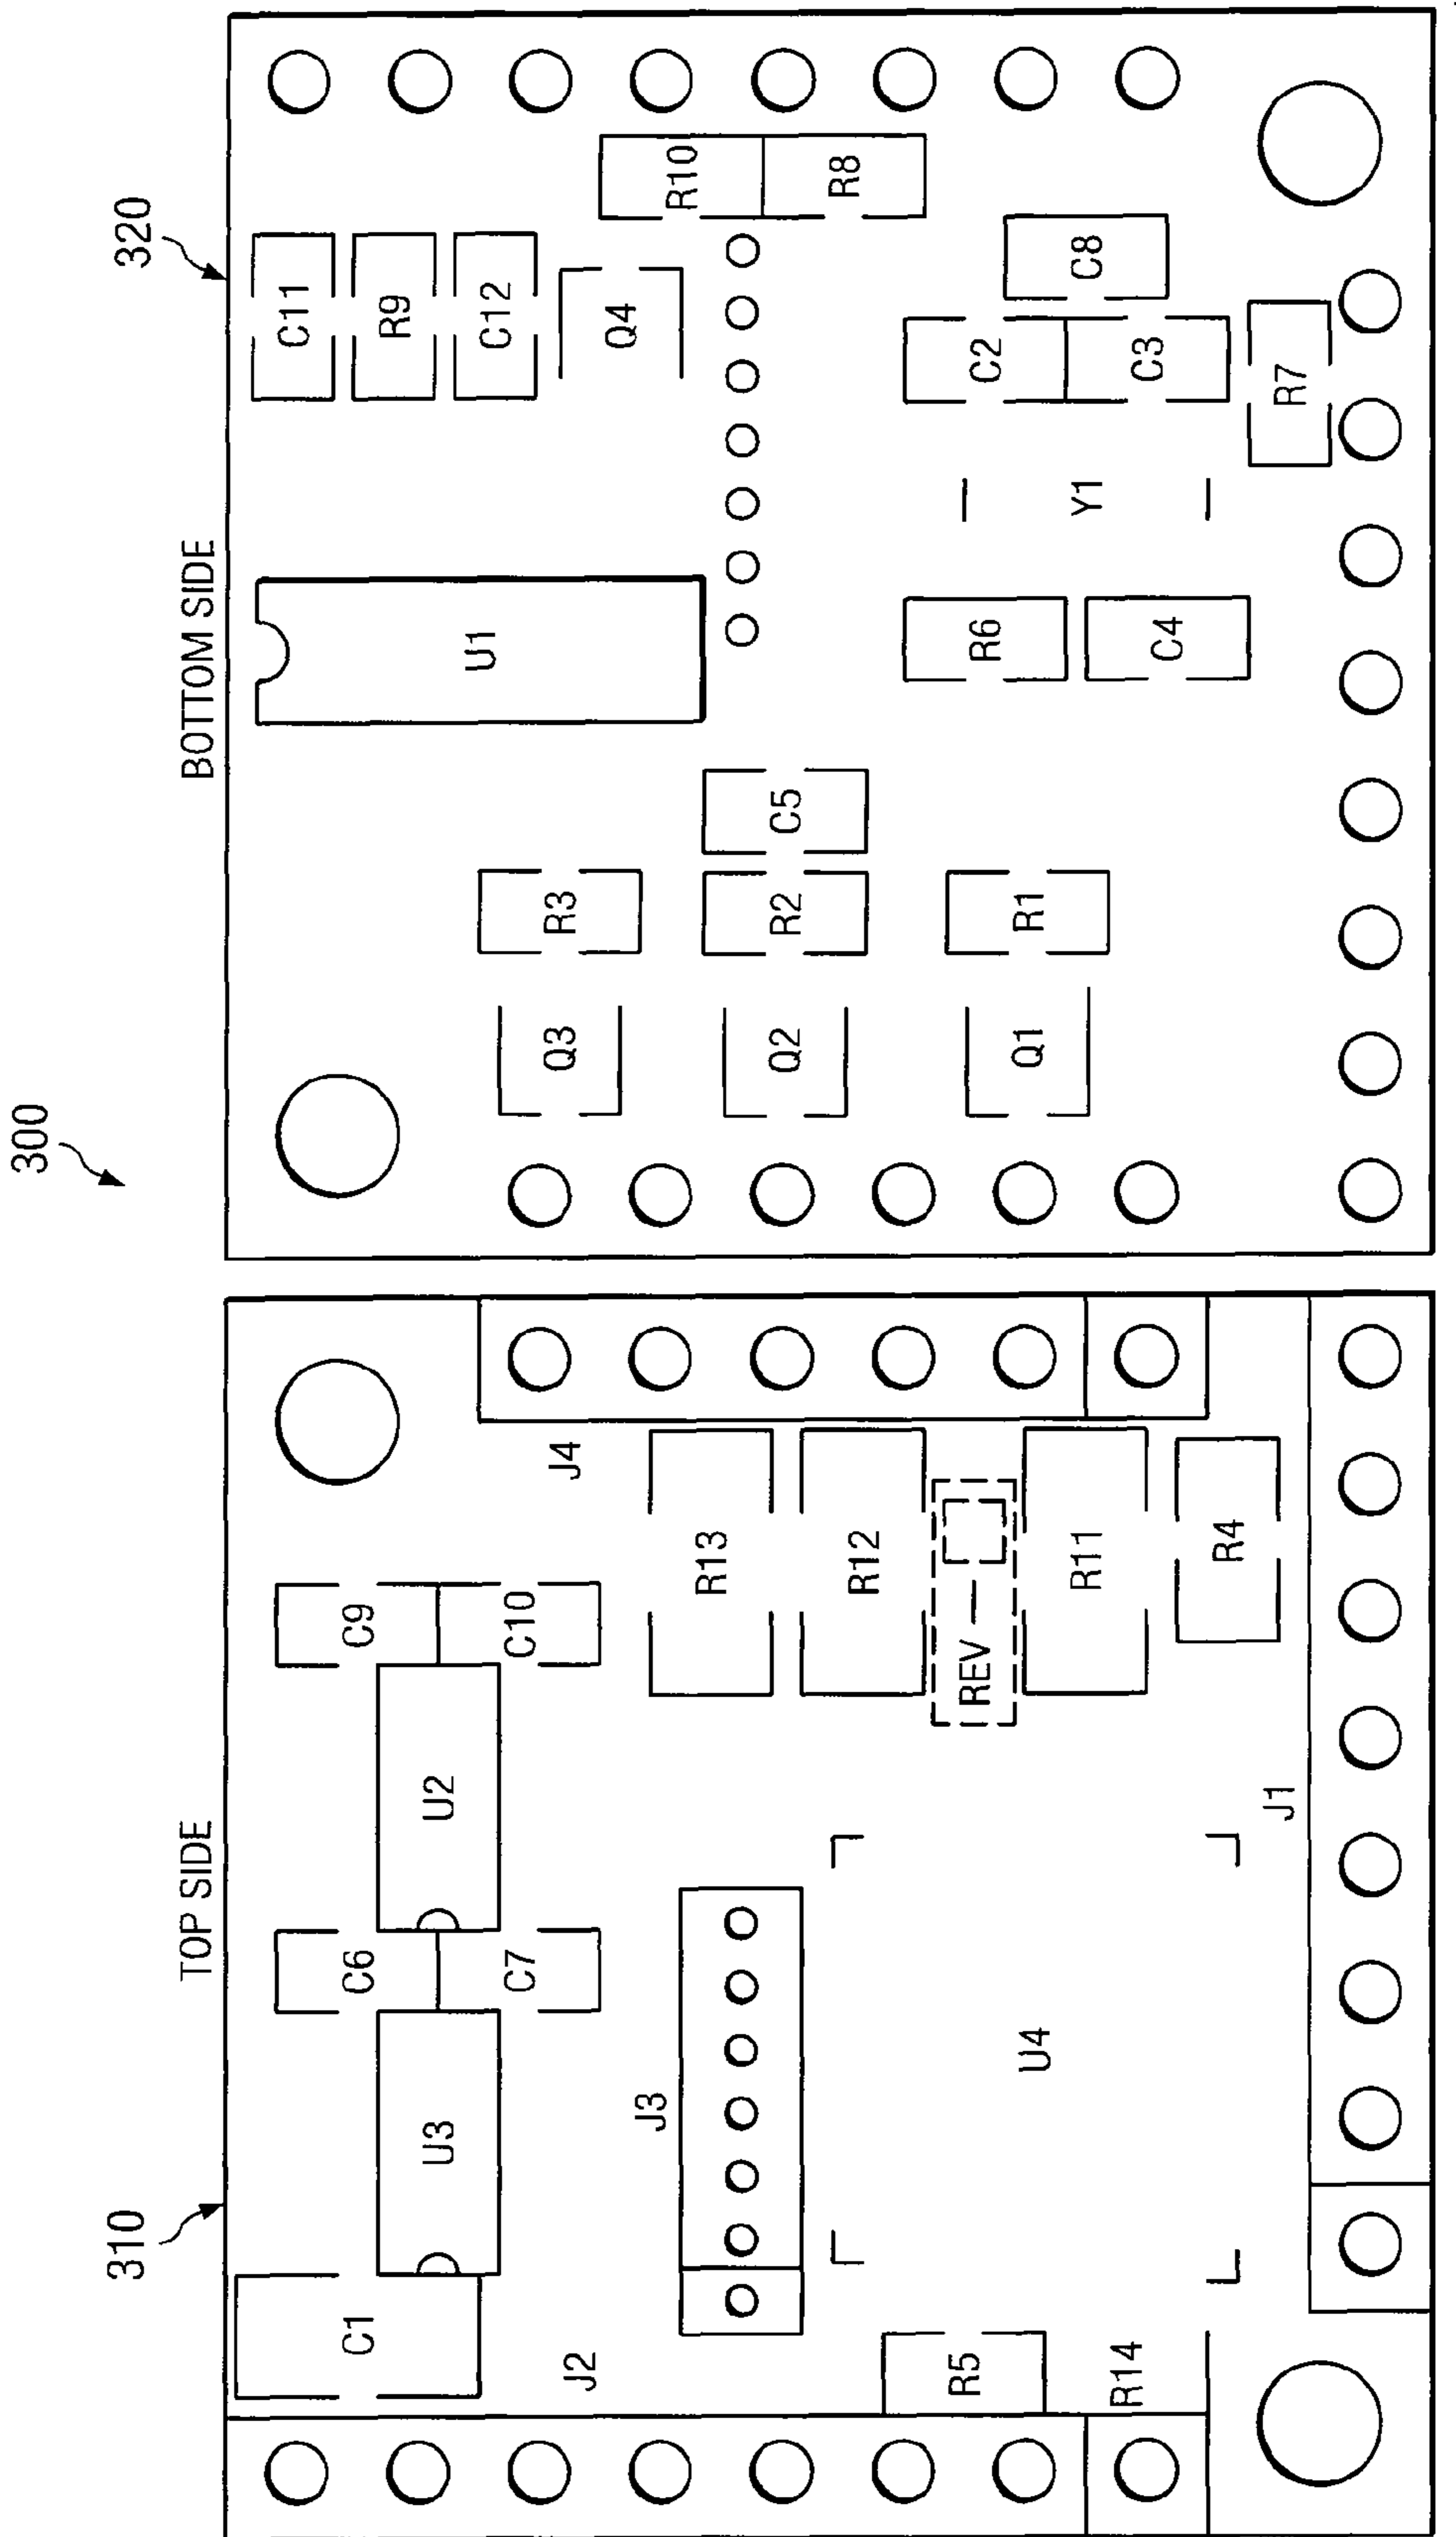 300
310
TOP SIDE
C1
C6
C9
U3
U2
C7
C10
J2
J4
J3
R13
R12
R5
REV —
U4
R11
R14
R4
J1
320
BOTTOM SIDE
C11
R9
U1
C12
Q3
R3
Q4
R10
Q2
R2
C5
R8
R6
C2
Q1
R1
Y1
C8
C4
C3
R7